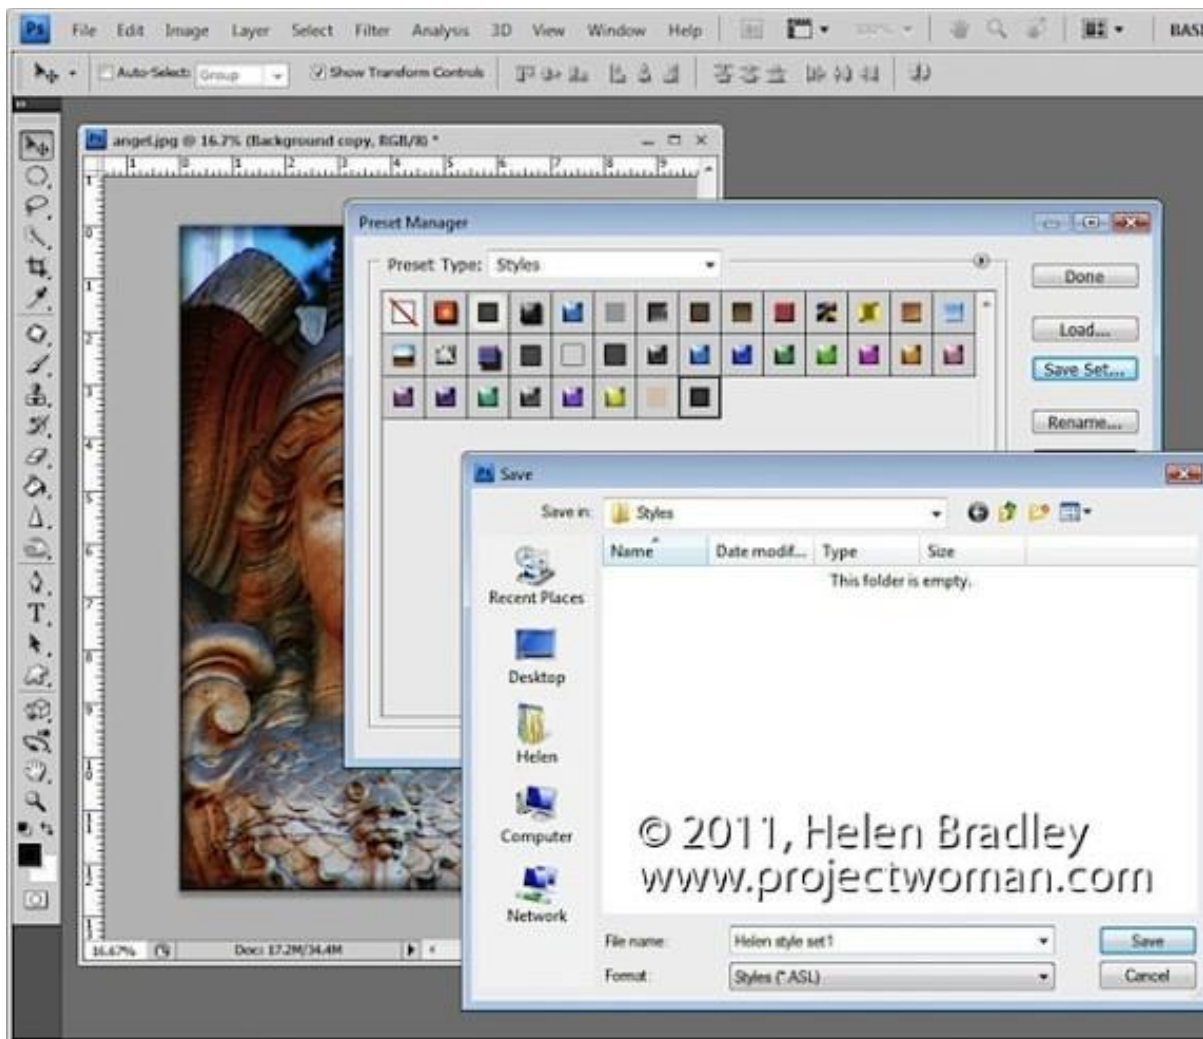 Ps File Edit Image Layer Select Filter Analysis 3D View Window Help
Auto-Select: Group Show Transform Controls
angel.jpg @ 16.7% (Background copy, RGB/8) *
Preset Manager
Preset Type: Styles
Done
Load...
Save Set...
Rename...
Ps Save
Save in: Styles
Name Date modif... Type Size
This folder is empty.
Recent Places
Desktop
Helen
Computer
Network
© 2011, Helen Bradley
www.projectwoman.com
File name: Helen style set1 Save
Format: Styles (*.ASL) Cancel
16.67% Doc: 17.2M/34.4M